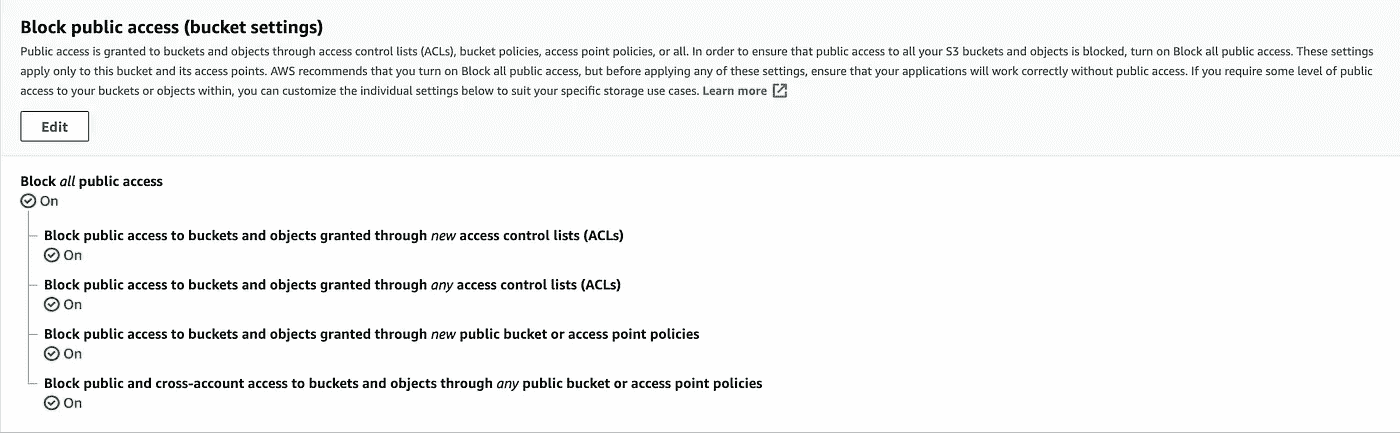 Block public access (bucket settings)
Public access is granted to buckets and objects through access control lists (ACLs), bucket policies, access point policies, or all. In order to ensure that public access to all your S3 buckets and objects is blocked, turn on Block all public access. These settings
apply only to this bucket and its access points. AWS recommends that you turn on Block all public access, but before applying any of these settings, ensure that your applications will work correctly without public access. If you require some level of public
access to your buckets or objects within, you can customize the individual settings below to suit your specific storage use cases. Learn more
Edit
Block all public access
On
Block public access to buckets and objects granted through new access control lists (ACLs)
On
Block public access to buckets and objects granted through any access control lists (ACLs)
On
Block public access to buckets and objects granted through new public bucket or access point policies
On
Block public and cross-account access to buckets and objects through any public bucket or access point policies
On